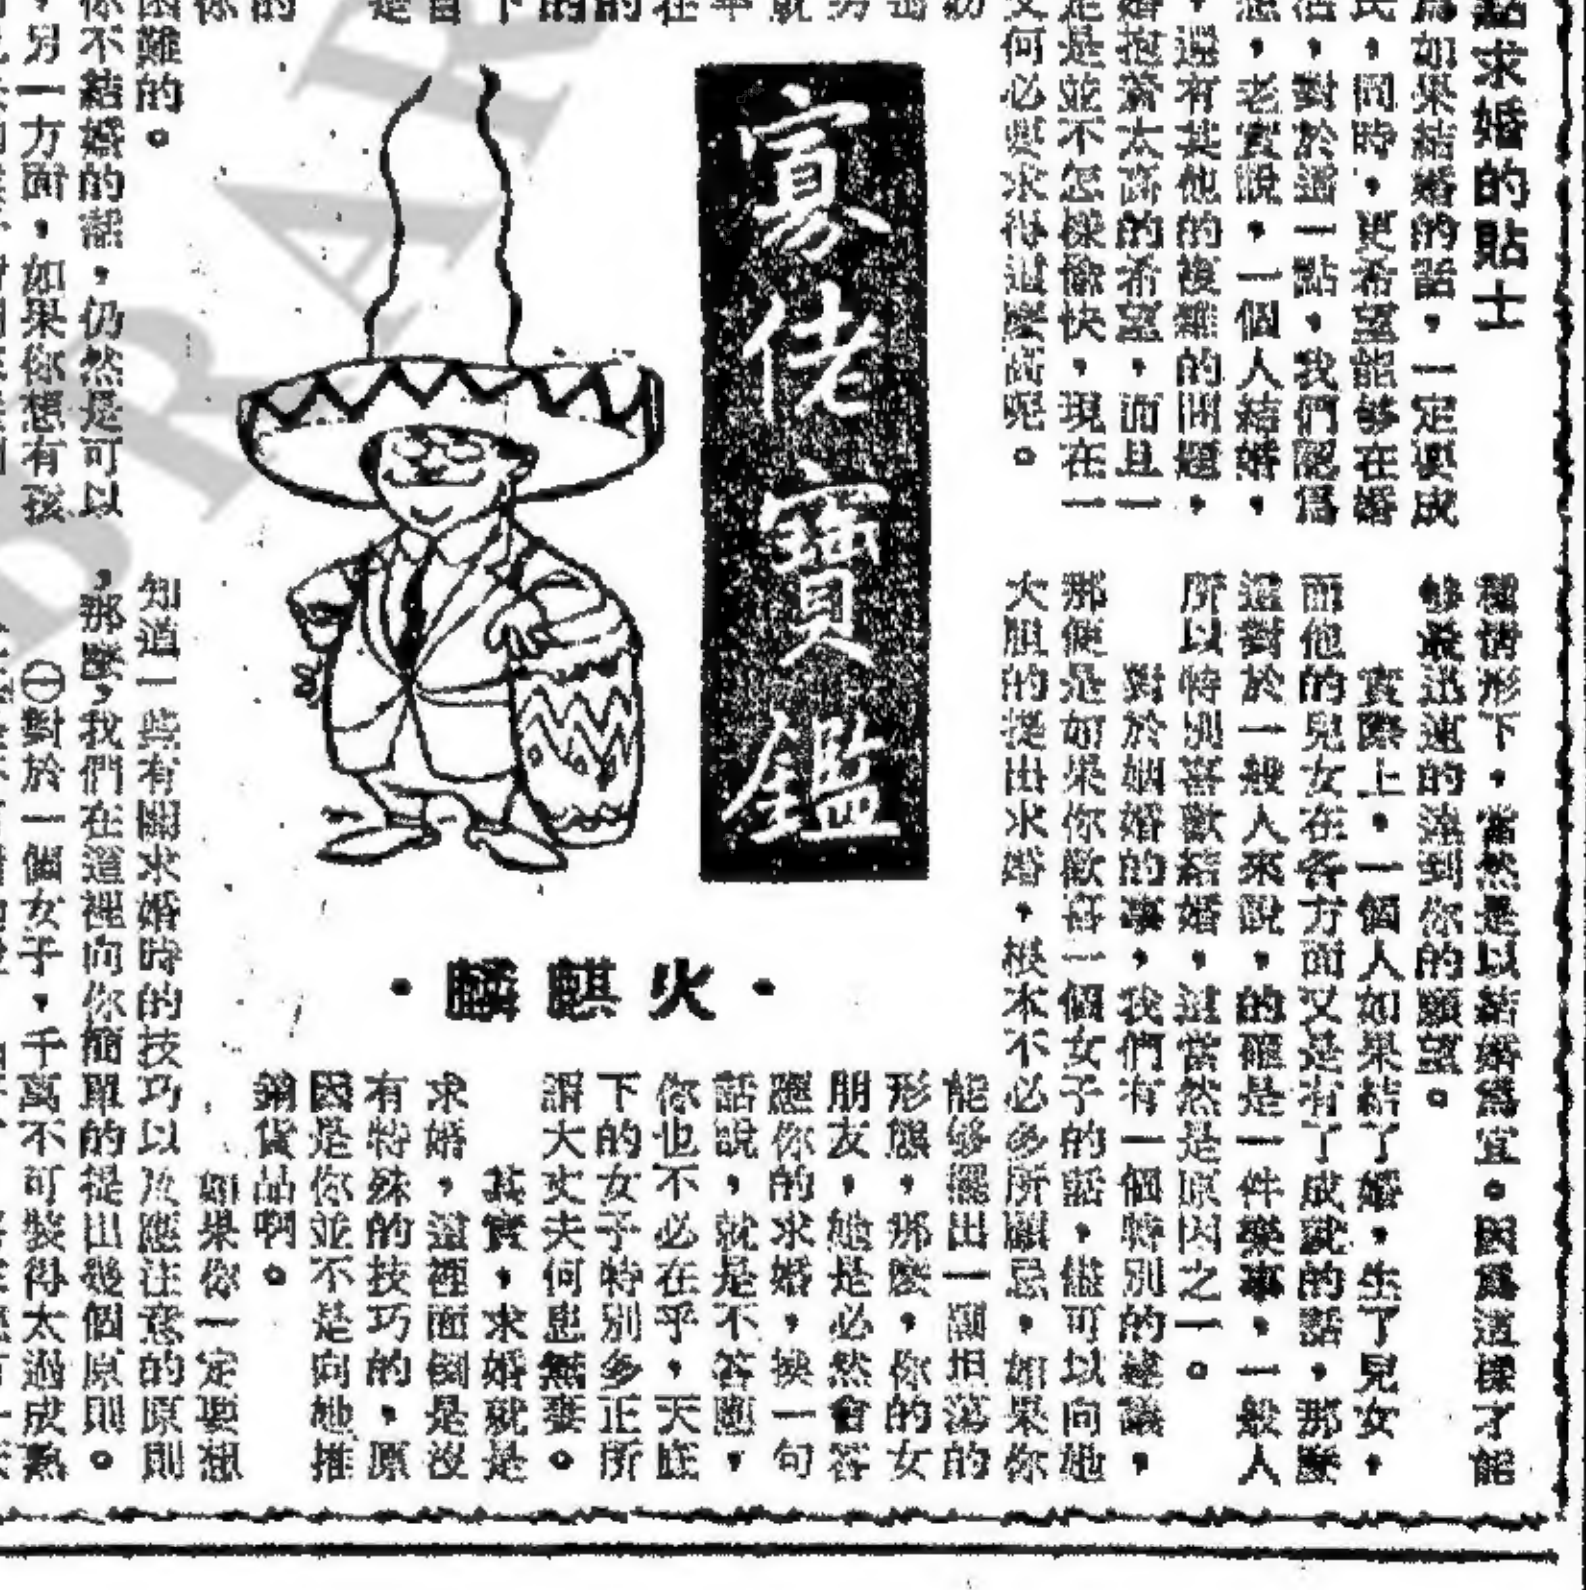 點求婚的貼士
為如果結婚的話，一定要成
民，同時，更希望能够在婚
活，對於這一點，我們認爲
，老實說，一個人結婚，
，還有其他的複雜的問題，
婚抱著太高的希望，而且一
定是並不怎樣愉快，現在一
又何必要求得這麼高呢。
種情形下，當然是以結婚爲宜。因爲這樣才能
够最迅速的達到你的願望。
實際上，一個人如果結了婚，生了兒女，
而他的兒女在各方面又是有了成就的話，那麼
這對於一般人來說，的確是一件樂事，一般人
所以特別喜歡結婚，這當然是原因之一。
對於姻婚的事，我們有一個特別的建議，
那便是如果你歡喜一個女子的話，儘可以向她
大胆的提出求婚，根本不必多所顧忌，如果你
能够擺出一副坦蕩的
形態，那麼，你的女
朋友，她是必然會答
應你的求婚，換一句
話說，就是不答應，
你也不必在乎，天底
下的女子特別多正所
謂大丈夫何患無妻。
其實，求婚就是
求婚，這裡面倒是沒
有特殊的技巧的，原
因是你並不是向她推
銷貨品啊。
如果你一定要想
知道一些有關求婚時的技巧以及應注意的原則
，那麼，我們在這裡向你簡單的提出幾個原則。
㊀對於一個女子，千萬不可裝得太過成熟
寡佬寶鑑
・火麒麟・
困難的。
你不結婚的話，仍然是可以
，另一方面，如果你想有孩